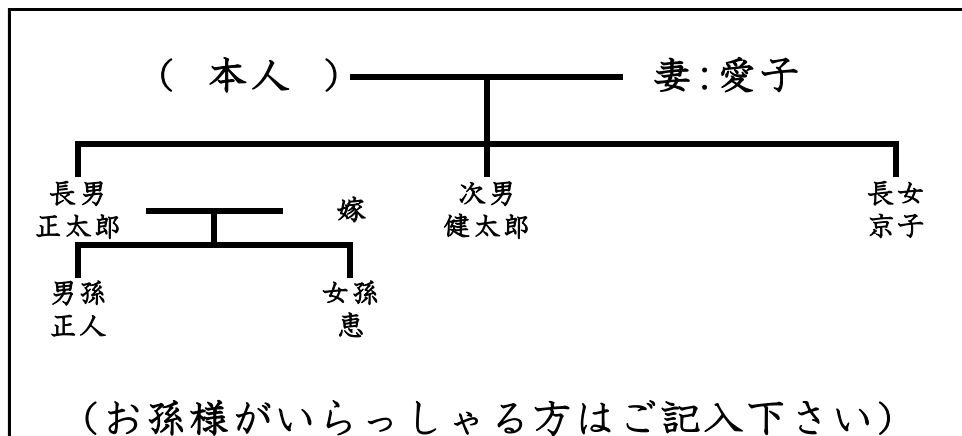 ( 本人 ) 妻:愛子
長男 次男 長女
正太郎 嫁 健太郎 京子
男孫 女孫
正人 恵
(お孫様がいらっしゃる方はご記入下さい)